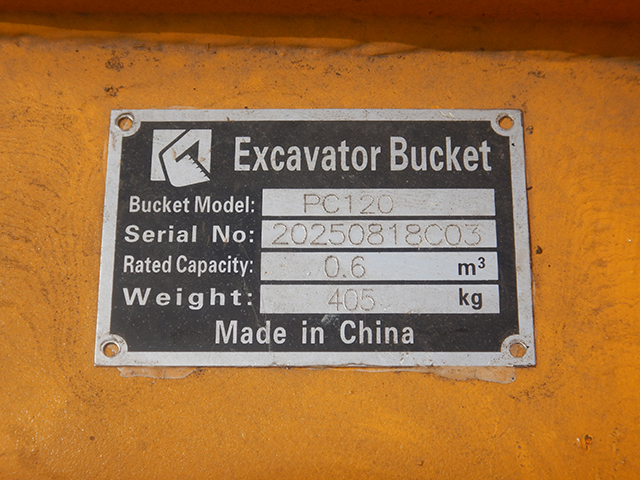 Excavator Bucket
Bucket Model: PC120
Serial No: 20250818C03
Rated Capacity: 0.6 m³
Weight: 405 kg
Made in China